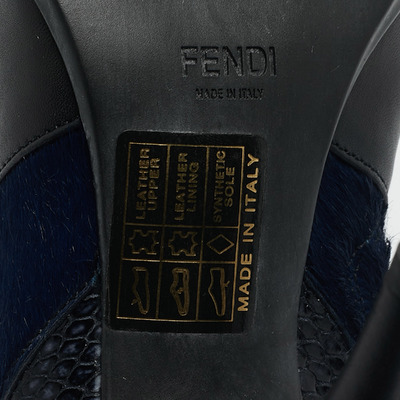 FENDI
MADE IN ITALY
LEATHER
UPPER
LEATHER
LINING
SYNTHETIC
SOLE
MADE IN ITALY